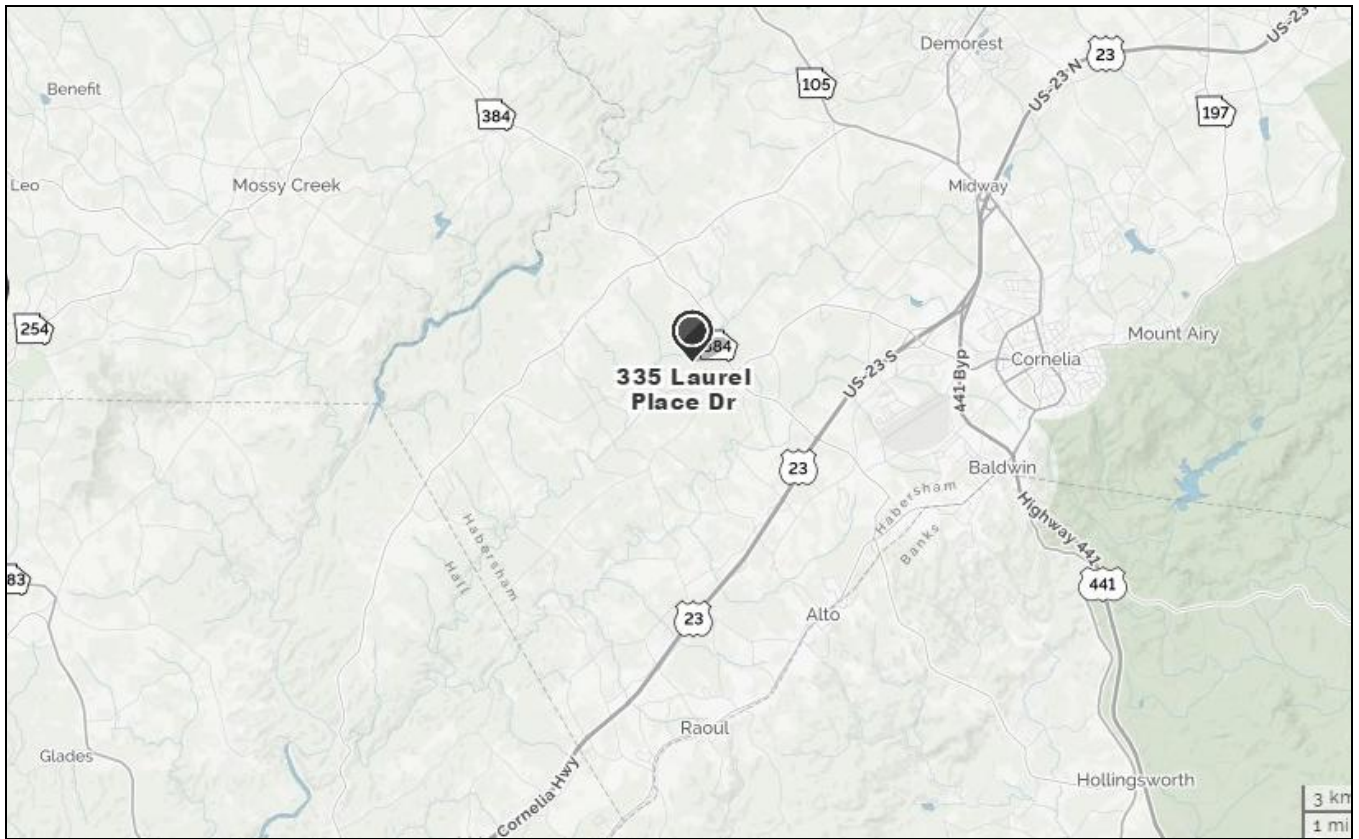 US-23
Demorest
23
Benefit
105
US-23 N
384
197
Leo
Mossy Creek
Midway
254
Mount Airy
384
US-23 S
441 Byp
Cornelia
335 Laurel
Place Dr
23
Baldwin
Habersham
Highway 441
Habersham
Banks
Hall
83
441
23
Alto
Raoul
Glades
Hollingsworth
Cornelia Hwy
3 km
1 mi